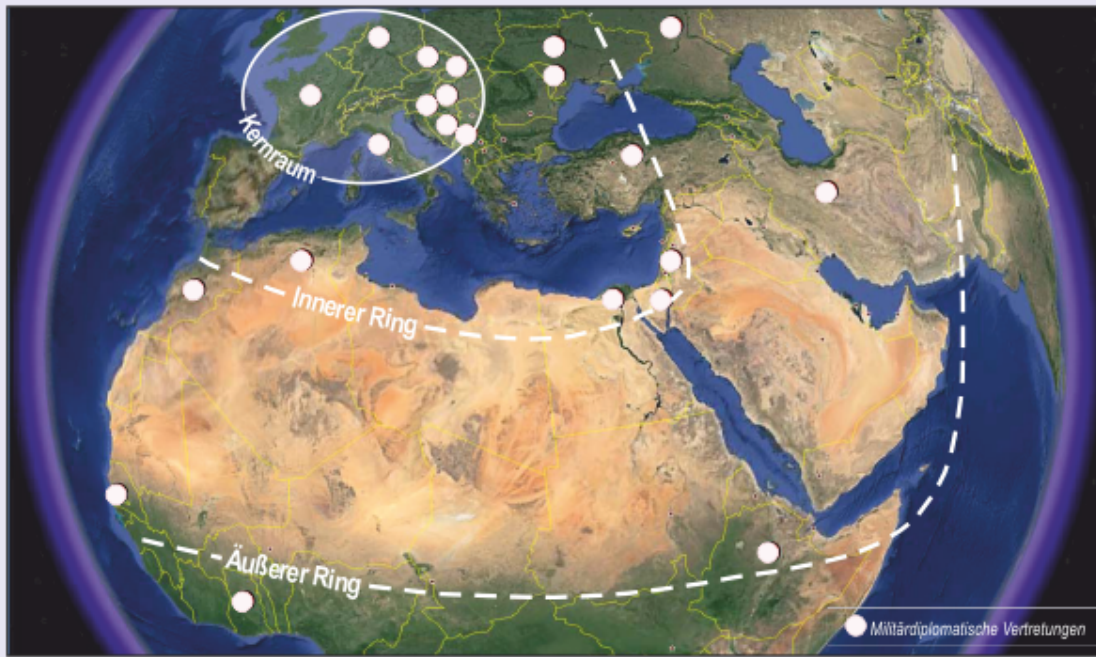 Kernraum
Innerer Ring
Äußerer Ring
Militärdiplomatische Vertretungen